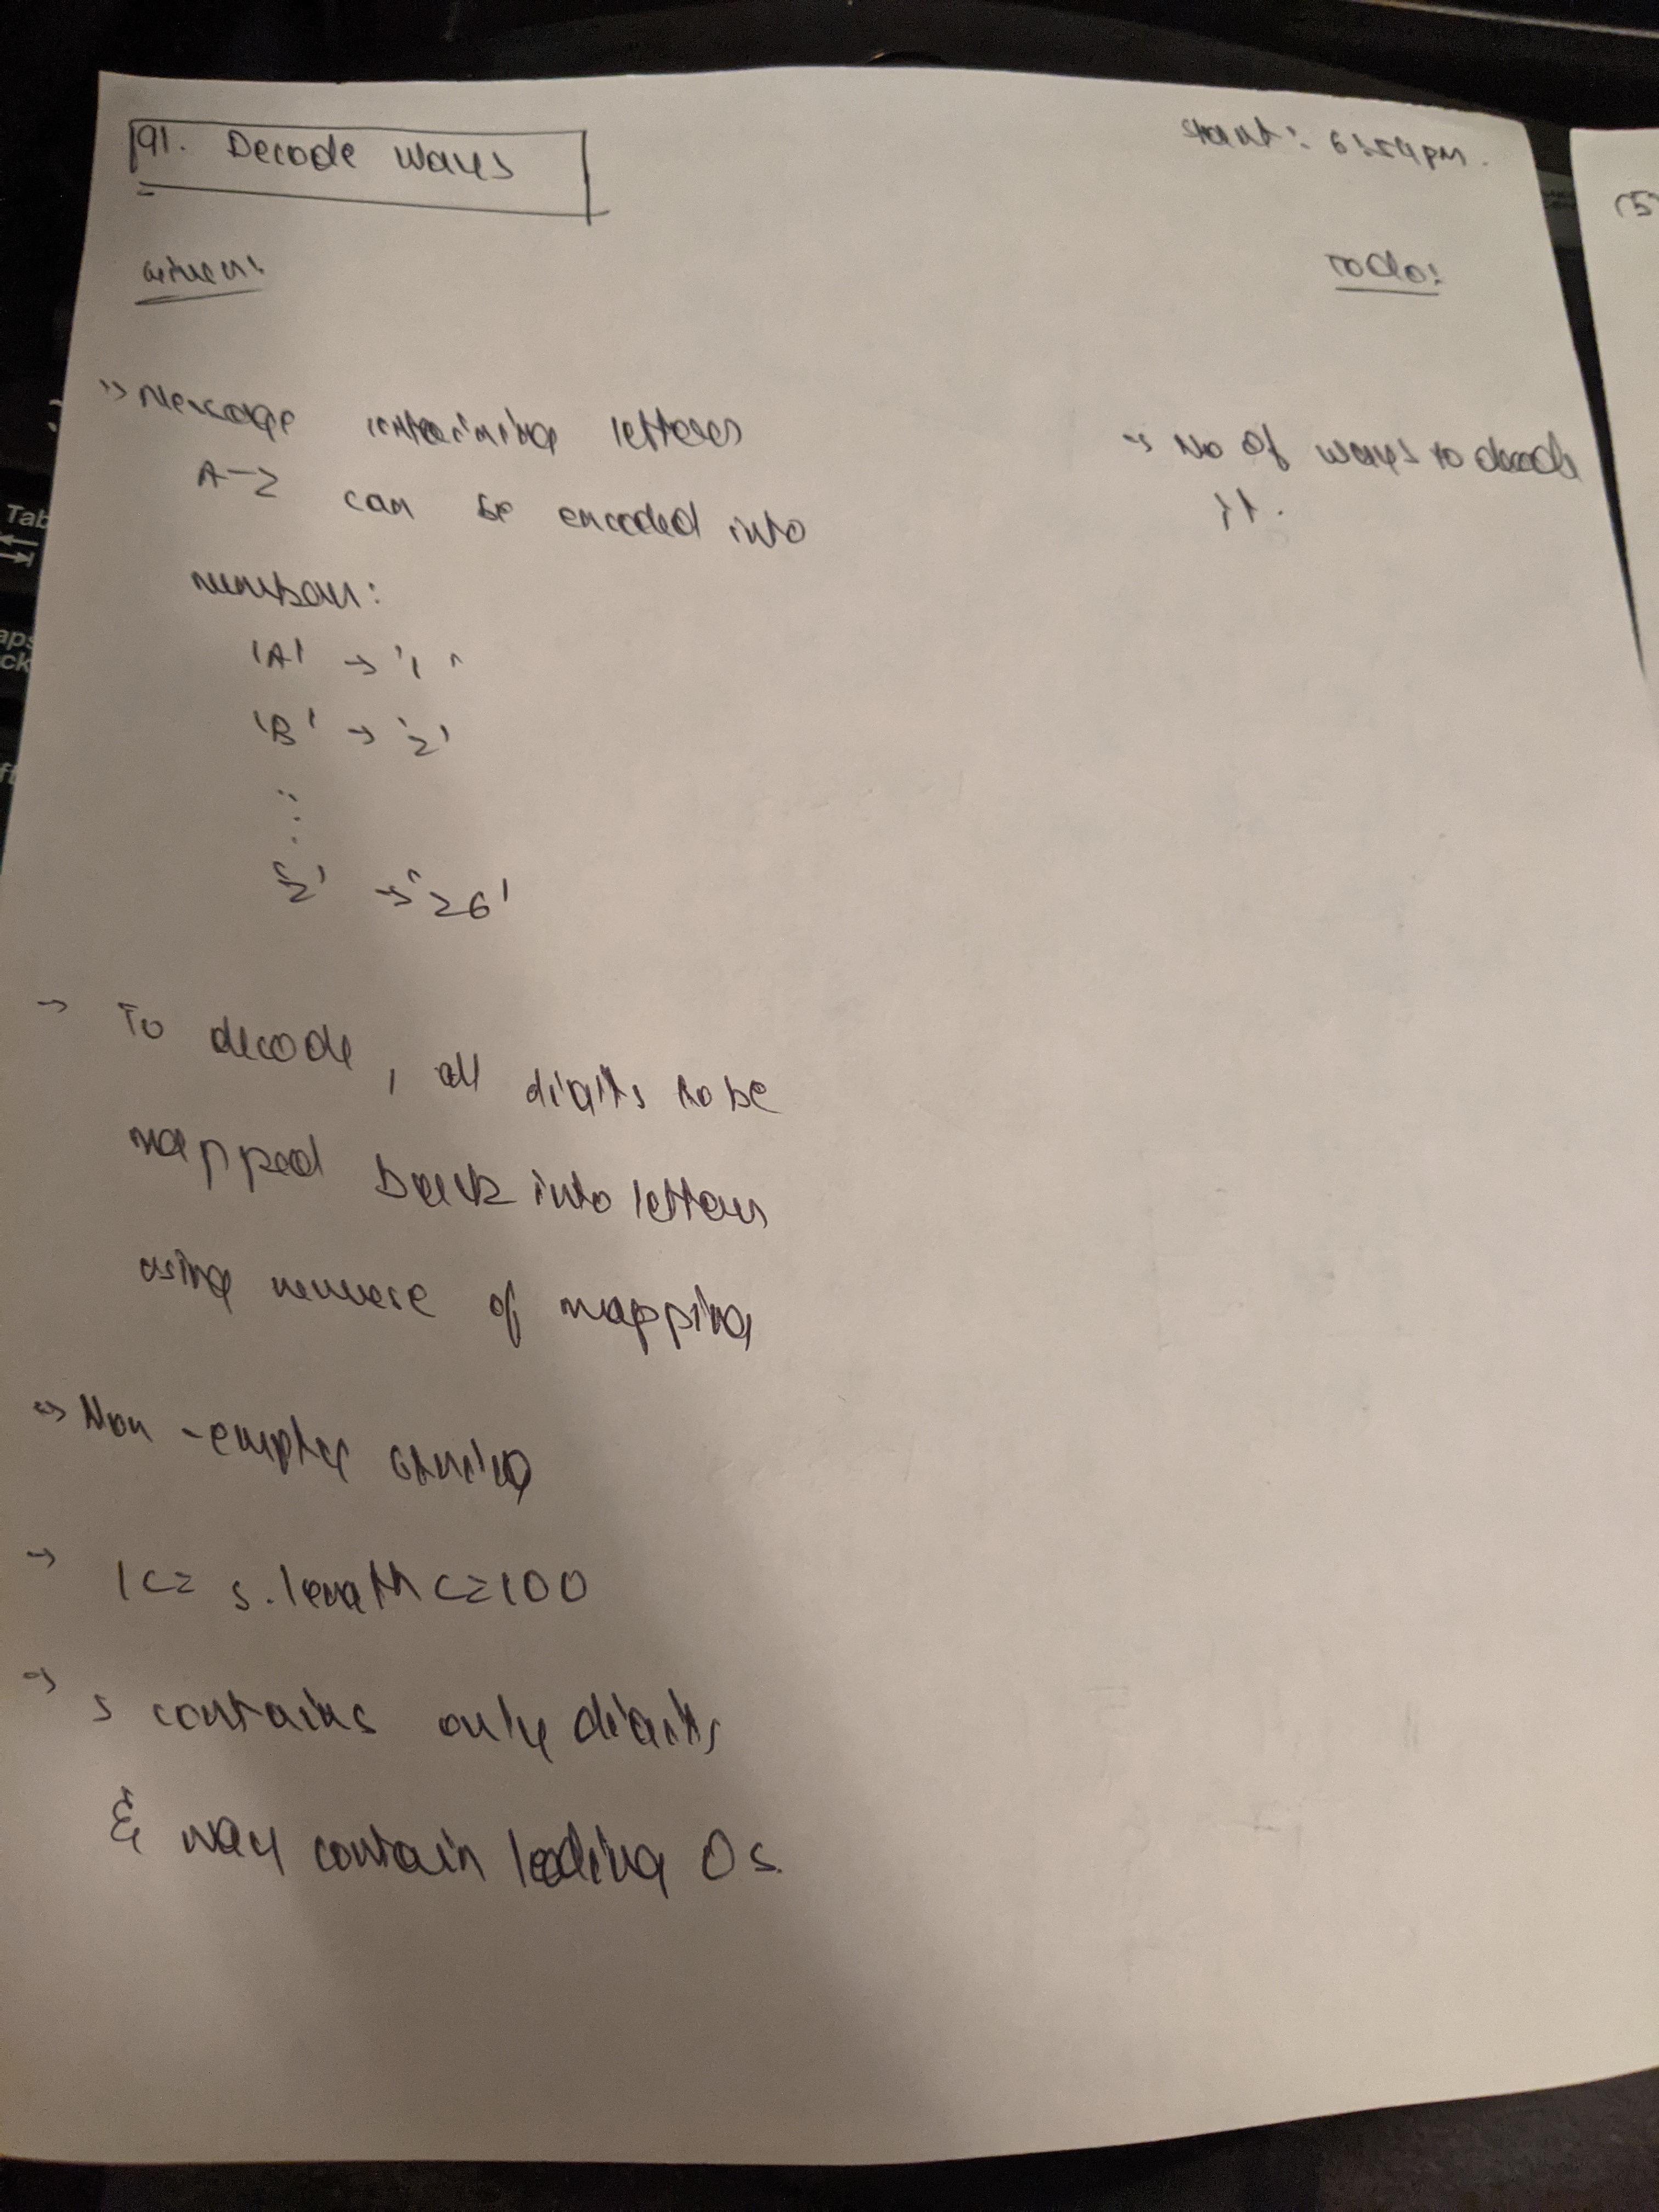 91. Decode Ways
Start: 6:54pm.
Given:
To Do:
→ Message containing letters
A-Z can be encoded into
numbers:
'A' → '1'
'B' → '2'
:
'Z' → '26'
→ No of ways to decode
it.
→ To decode, all digits to be
mapped back into letters
using reverse of mapping
→ Non-empty string
→ 1<= s.length <=100
→ s contains only digits
& may contain leading 0s.
Tab
aps
ck
(5